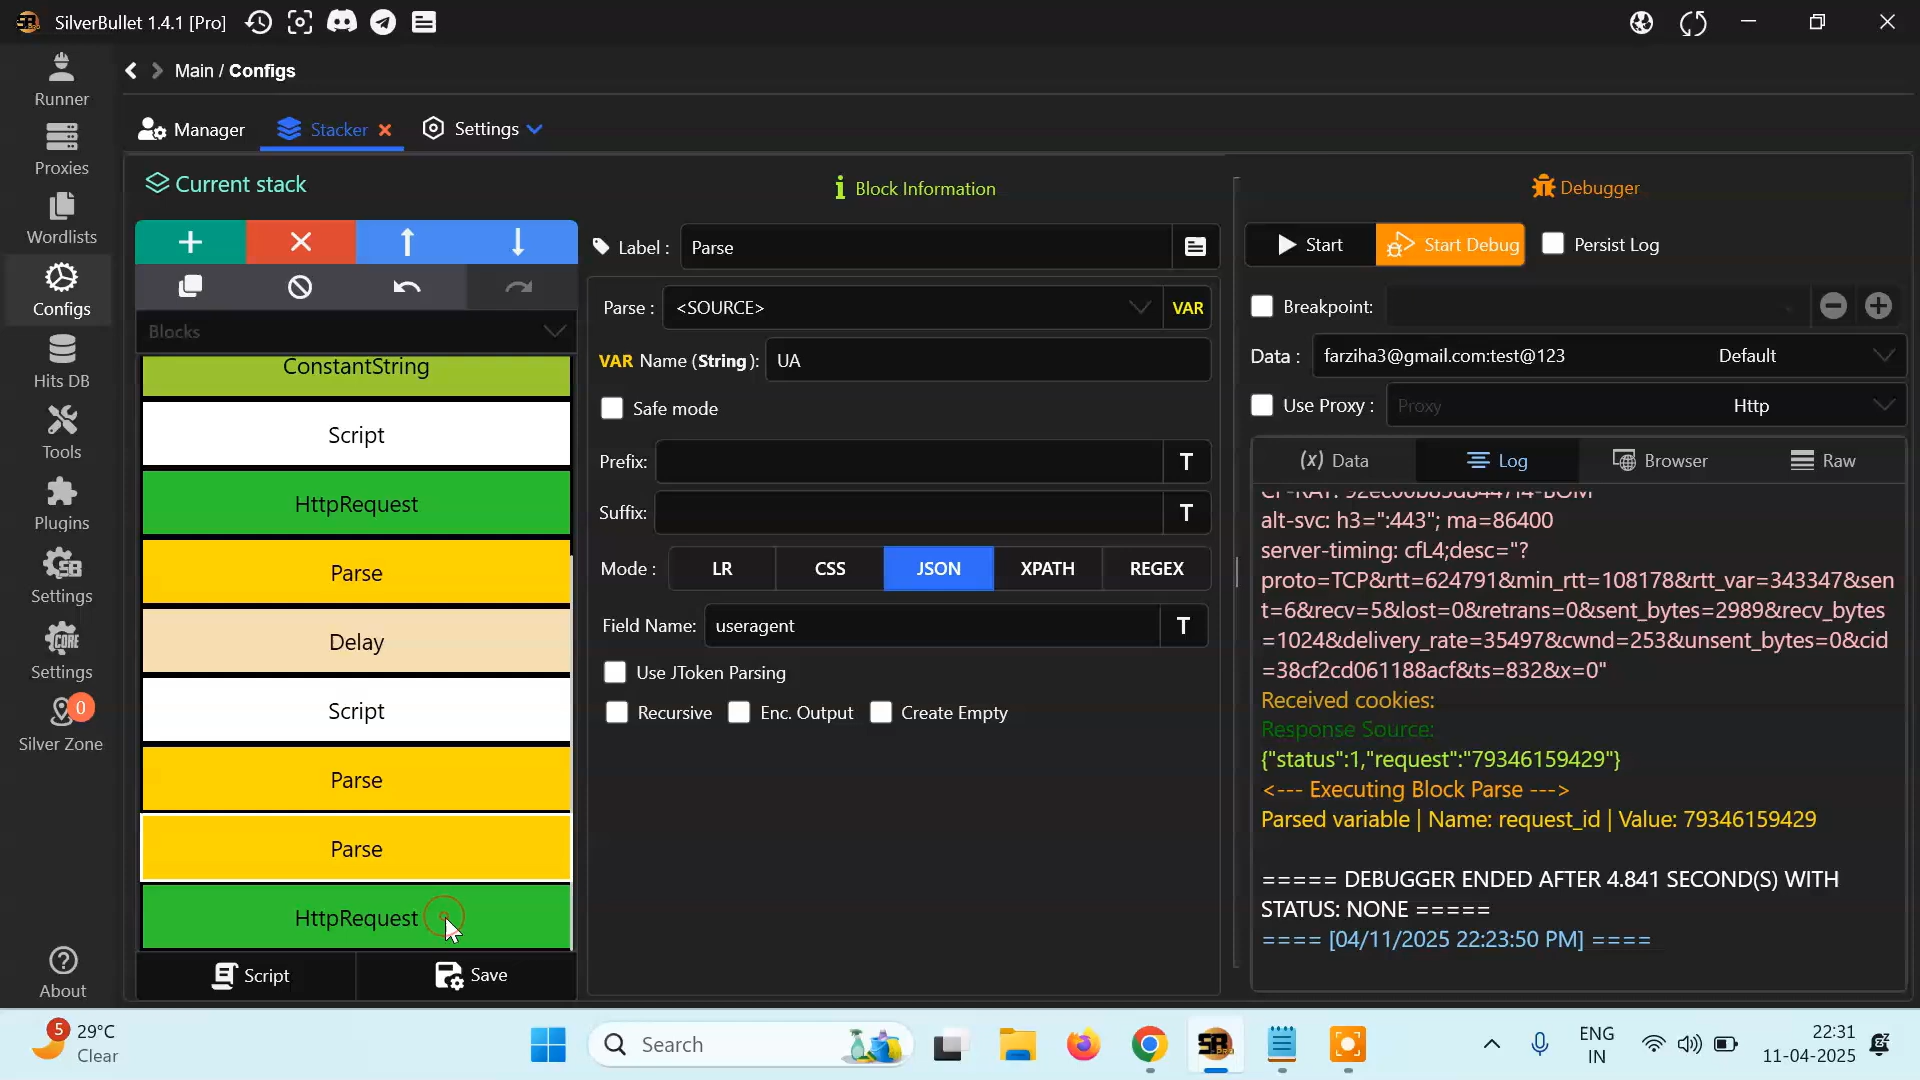 SilverBullet 1.4.1 [Pro]
Runner
Proxies
Wordlists
Configs
Hits DB
Tools
Plugins
Settings
Settings
0
Silver Zone
About
Main / Configs
Manager
Stacker
Settings
Current stack
Blocks
ConstantString
Script
HttpRequest
Parse
Delay
Script
Parse
Parse
HttpRequest
Script
Save
Block Information
Label :
Parse
Parse :
<SOURCE>
VAR
VAR Name (String):
UA
Safe mode
Prefix:
T
Suffix:
T
Mode :
LR
CSS
JSON
XPATH
REGEX
Field Name:
useragent
T
Use JToken Parsing
Recursive
Enc. Output
Create Empty
Debugger
Start
Start Debug
Persist Log
Breakpoint:
Data :
farziha3@gmail.com:test@123
Default
Use Proxy :
Proxy
Http
(x) Data
Log
Browser
Raw
alt-svc: h3=":443"; ma=86400
server-timing: cfL4;desc="?
proto=TCP&rtt=624791&min_rtt=108178&rtt_var=343347&sen
t=6&recv=5&lost=0&retrans=0&sent_bytes=2989&recv_bytes
=1024&delivery_rate=35497&cwnd=253&unsent_bytes=0&cid
=38cf2cd061188acf&ts=832&x=0"
Received cookies:
Response Source:
{"status":1,"request":"79346159429"}
<--- Executing Block Parse --->
Parsed variable | Name: request_id | Value: 79346159429
===== DEBUGGER ENDED AFTER 4.841 SECOND(S) WITH
STATUS: NONE =====
==== [04/11/2025 22:23:50 PM] ====
5
29°C
Clear
Search
ENG
IN
22:31
11-04-2025